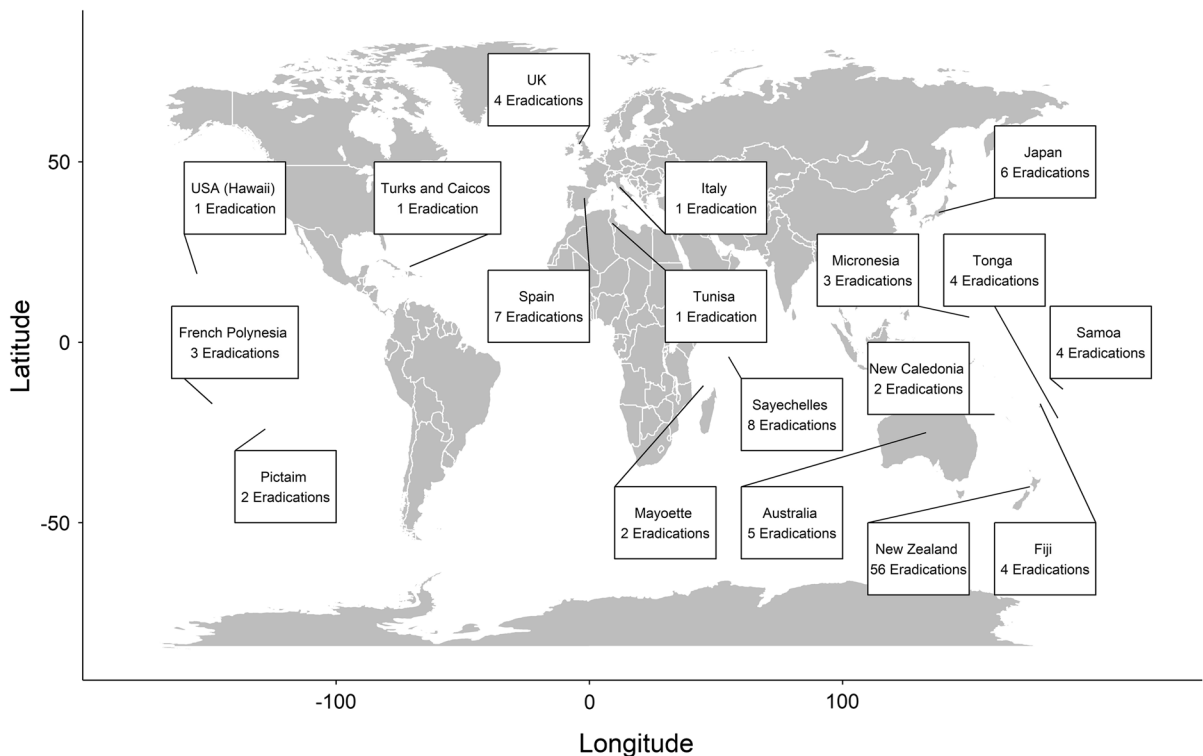 UK
4 Eradications
USA (Hawaii)
1 Eradication
Turks and Caicos
1 Eradication
Italy
1 Eradication
Japan
6 Eradications
Micronesia
3 Eradications
Tonga
4 Eradications
Spain
7 Eradications
Tunisa
1 Eradication
French Polynesia
3 Eradications
Samoa
4 Eradications
New Caledonia
2 Eradications
Sayechelles
8 Eradications
Pictaim
2 Eradications
Mayoette
2 Eradications
Australia
5 Eradications
New Zealand
56 Eradications
Fiji
4 Eradications
50
0
-50
Latitude
-100
0
100
Longitude